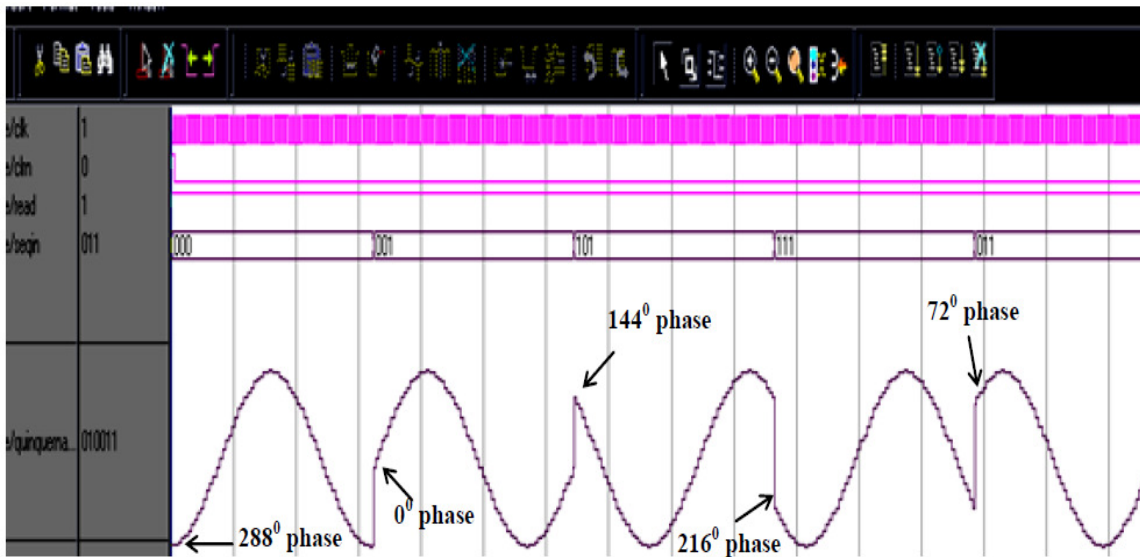 e/clk 1
e/clrn 0
e/read 1
e/seqin 011 000 001 101 111 011
144⁰ phase
72⁰ phase
e/quinquerna... 010011
0⁰ phase
288⁰ phase
216⁰ phase